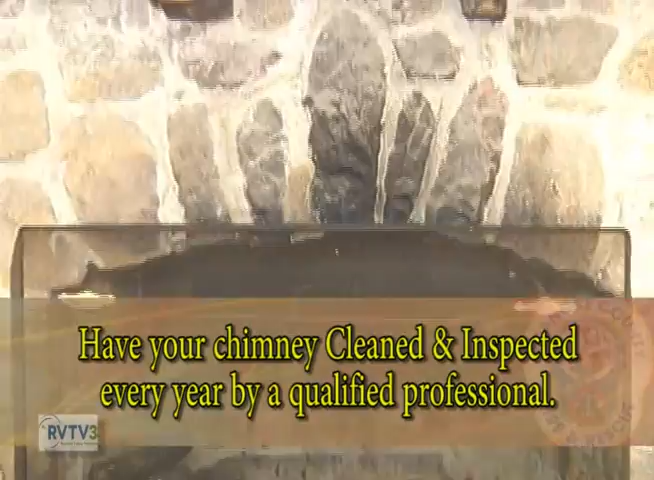 Have your chimney Cleaned & Inspected
every year by a qualified professional.
RVTV3